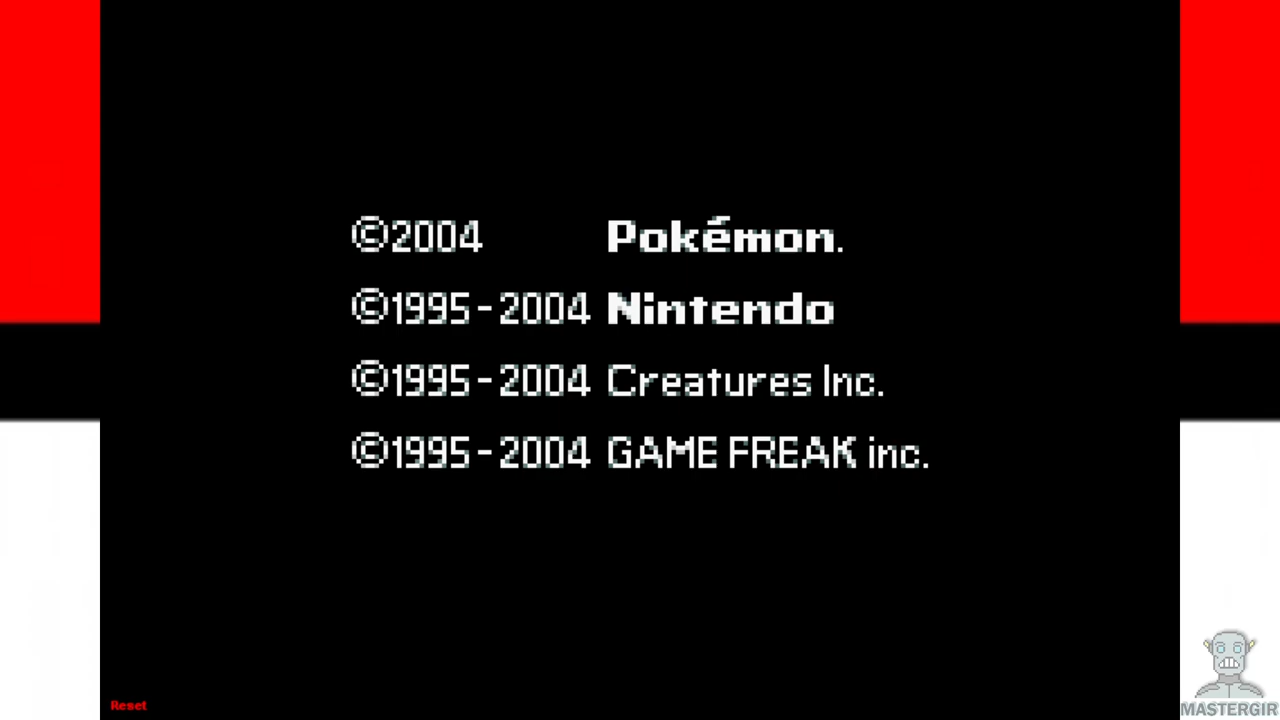 ©2004 Pokémon.
©1995-2004 Nintendo
©1995-2004 Creatures Inc.
©1995-2004 GAME FREAK inc.
Reset
MASTERGIR